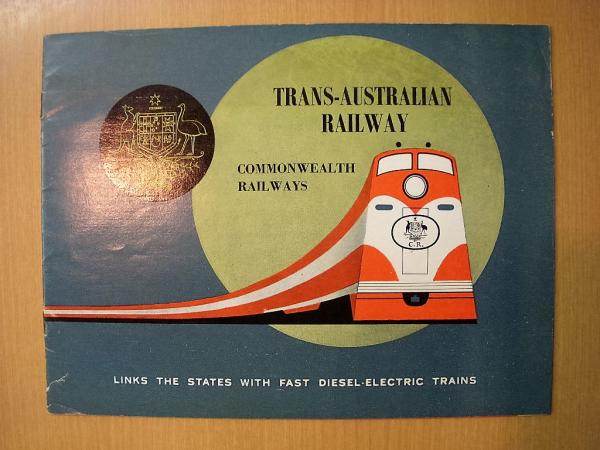 TRANS-AUSTRALIAN
RAILWAY
COMMONWEALTH
RAILWAYS
C.R.
LINKS THE STATES WITH FAST DIESEL-ELECTRIC TRAINS